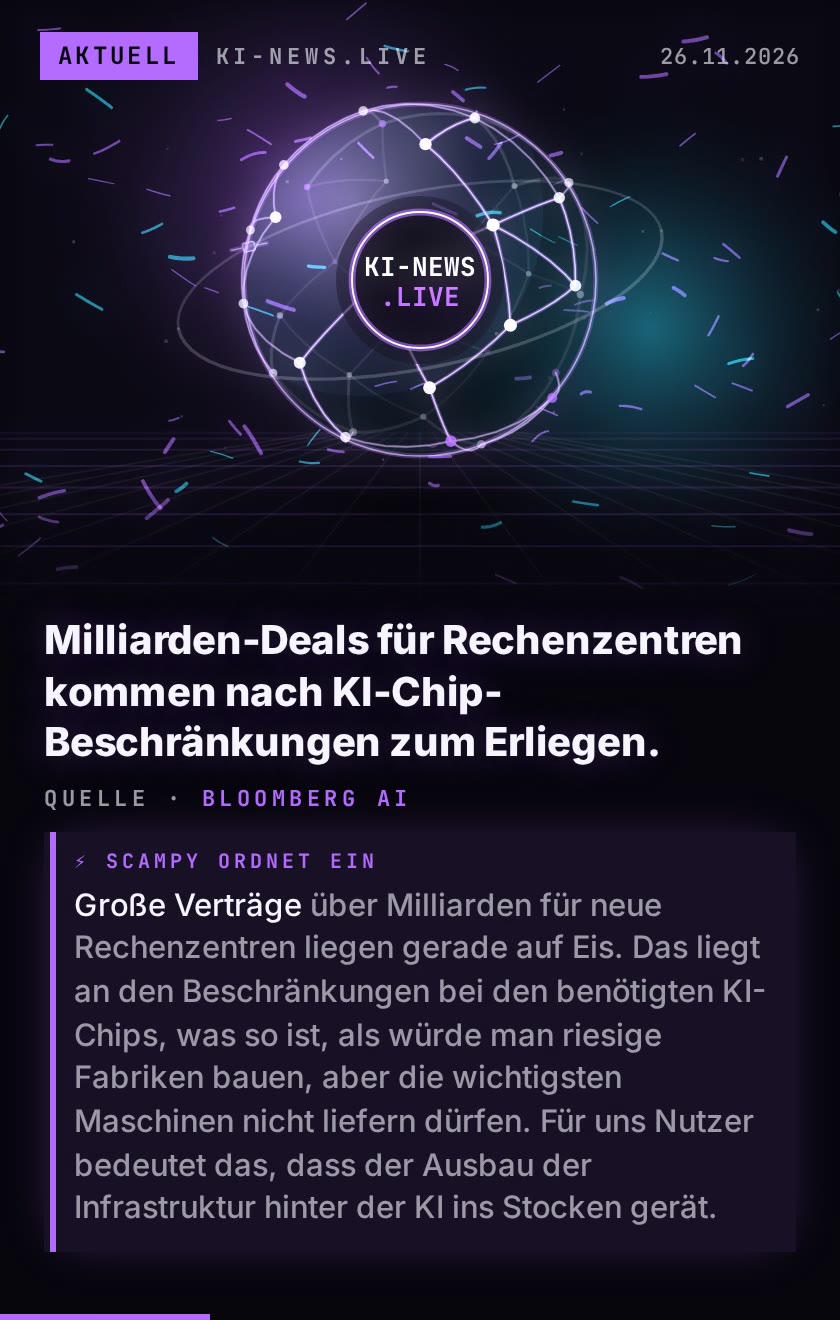 AKTUELL KI-NEWS.LIVE 26.11.2026
KI-NEWS
.LIVE
Milliarden-Deals für Rechenzentren
kommen nach KI-Chip-
Beschränkungen zum Erliegen.
QUELLE · BLOOMBERG AI
⚡ SCAMPY ORDNET EIN
Große Verträge über Milliarden für neue
Rechenzentren liegen gerade auf Eis. Das liegt
an den Beschränkungen bei den benötigten KI-
Chips, was so ist, als würde man riesige
Fabriken bauen, aber die wichtigsten
Maschinen nicht liefern dürfen. Für uns Nutzer
bedeutet das, dass der Ausbau der
Infrastruktur hinter der KI ins Stocken gerät.